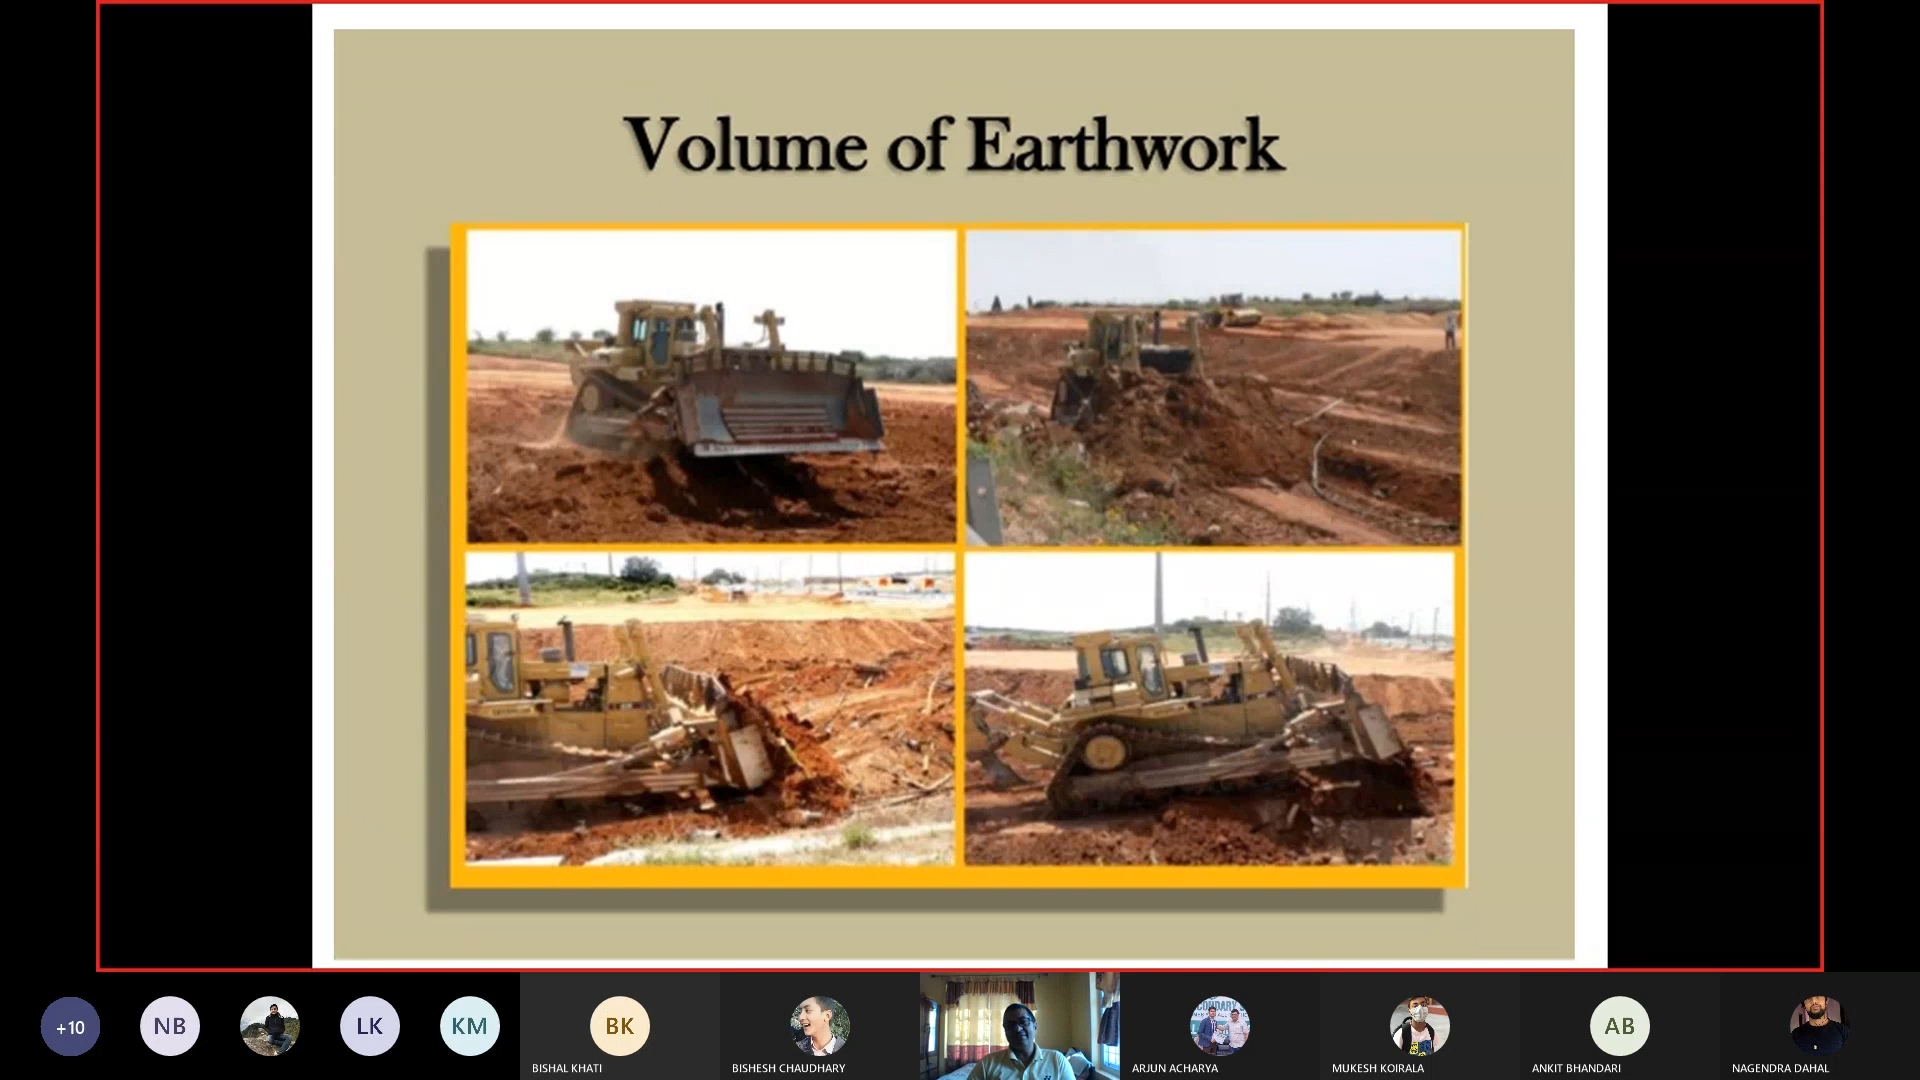 Volume of Earthwork
+10
NB
LK
KM
BK
AB
BISHAL KHATI
BISHESH CHAUDHARY
ARJUN ACHARYA
MUKESH KOIRALA
ANKIT BHANDARI
NAGENDRA DAHAL